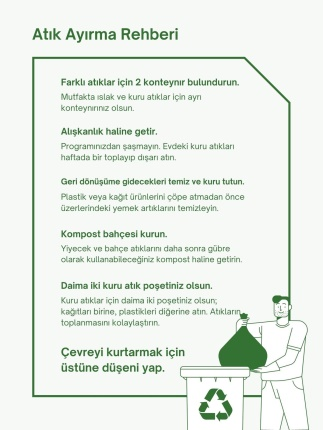 Atık Ayırma Rehberi
Farklı atıklar için 2 konteynır bulundurun.
Mutfakta ıslak ve kuru atıklar için ayrı
konteynırınız olsun.
Alışkanlık haline getir.
Programınızdan şaşmayın. Evdeki kuru atıkları
haftada bir toplayıp dışarı atın.
Geri dönüşüme gidecekleri temiz ve kuru tutun.
Plastik veya kağıt ürünlerini çöpe atmadan önce
üzerlerindeki yemek artıklarını temizleyin.
Kompost bahçesi kurun.
Yiyecek ve bahçe atıklarını daha sonra gübre
olarak kullanabileceğiniz kompost haline getirin.
Daima iki kuru atık poşetiniz olsun.
Kuru atıklar için daima iki poşetiniz olsun;
kağıtları birine, plastikleri diğerine atın. Atıkların
toplanmasını kolaylaştırın.
Çevreyi kurtarmak için
üstüne düşeni yap.